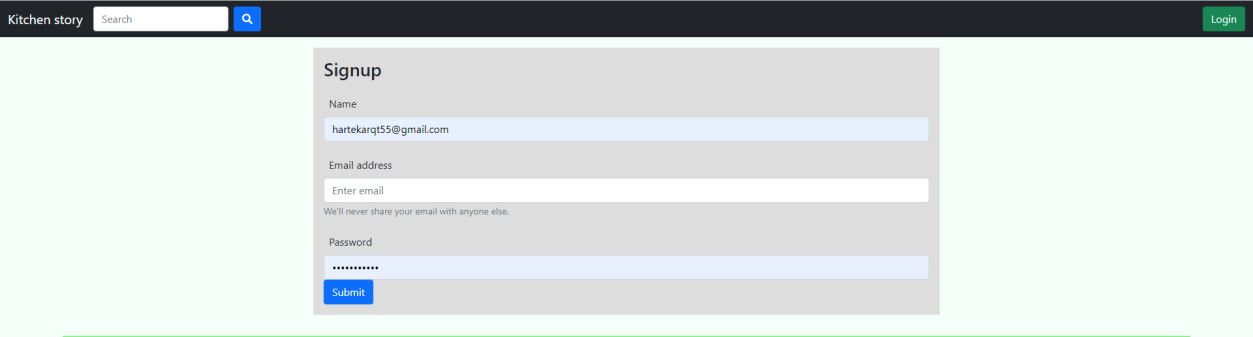 Kitchen story Search Login
Signup
Name
hartekarqt55@gmail.com
Email address
Enter email
We'll never share your email with anyone else.
Password
•••••••••••
Submit